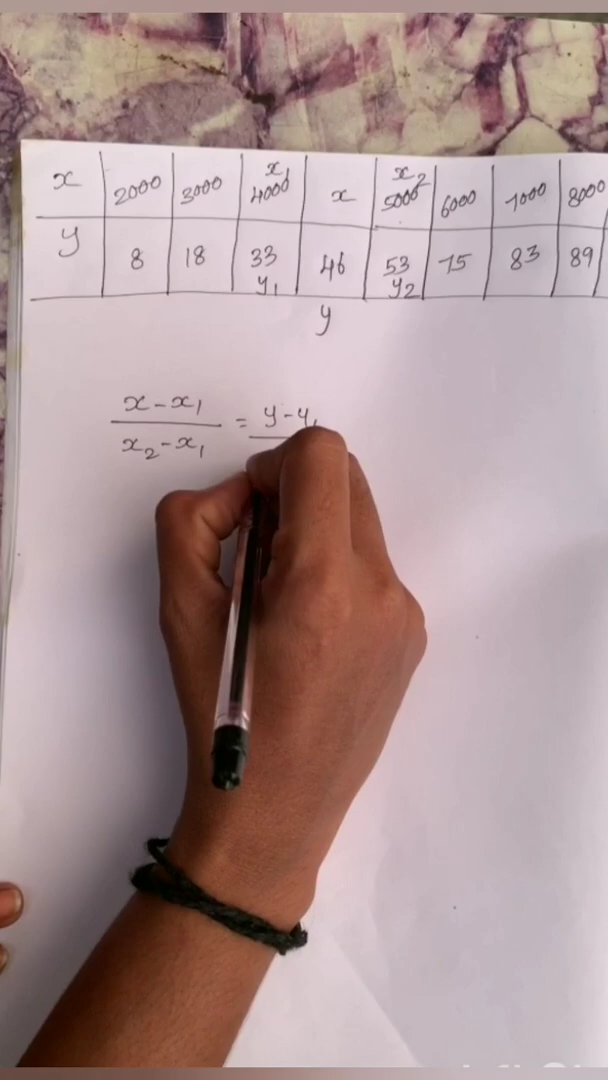 x 2000 3000 x1 4000 x x2 5000 6000 7000 8000
y 8 18 33 46 53 75 83 89
y1 y2
y
x-x1 / x2-x1 = y-y1